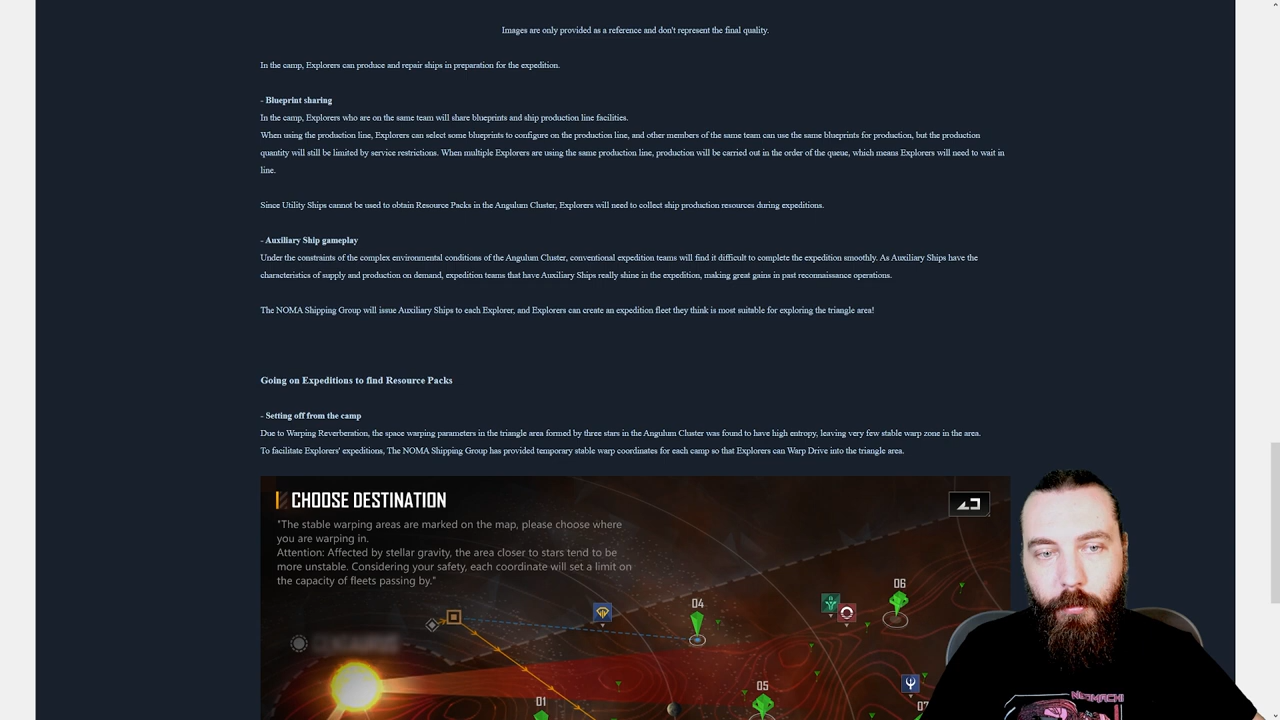 Images are only provided as a reference and don't represent the final quality.
In the camp, Explorers can produce and repair ships in preparation for the expedition.
- Blueprint sharing
In the camp, Explorers who are on the same team will share blueprints and ship production line facilities.
When using the production line, Explorers can select some blueprints to configure on the production line, and other members of the same team can use the same blueprints for production, but the production
quantity will still be limited by service restrictions. When multiple Explorers are using the same production line, production will be carried out in the order of the queue, which means Explorers will need to wait in
line.
Since Utility Ships cannot be used to obtain Resource Packs in the Angulum Cluster, Explorers will need to collect ship production resources during expeditions.
- Auxiliary Ship gameplay
Under the constraints of the complex environmental conditions of the Angulum Cluster, conventional expedition teams will find it difficult to complete the expedition smoothly. As Auxiliary Ships have the
characteristics of supply and production on demand, expedition teams that have Auxiliary Ships really shine in the expedition, making great gains in past reconnaissance operations.
The NOMA Shipping Group will issue Auxiliary Ships to each Explorer, and Explorers can create an expedition fleet they think is most suitable for exploring the triangle area!
Going on Expeditions to find Resource Packs
- Setting off from the camp
Due to Warping Reverberation, the space warping parameters in the triangle area formed by three stars in the Angulum Cluster was found to have high entropy, leaving very few stable warp zone in the area.
To facilitate Explorers' expeditions, The NOMA Shipping Group has provided temporary stable warp coordinates for each camp so that Explorers can Warp Drive into the triangle area.
CHOOSE DESTINATION
"The stable warping areas are marked on the map, please choose where
you are warping in.
Attention: Affected by stellar gravity, the area closer to stars tend to be
more unstable. Considering your safety, each coordinate will set a limit on
the capacity of fleets passing by."
06
04
05
01